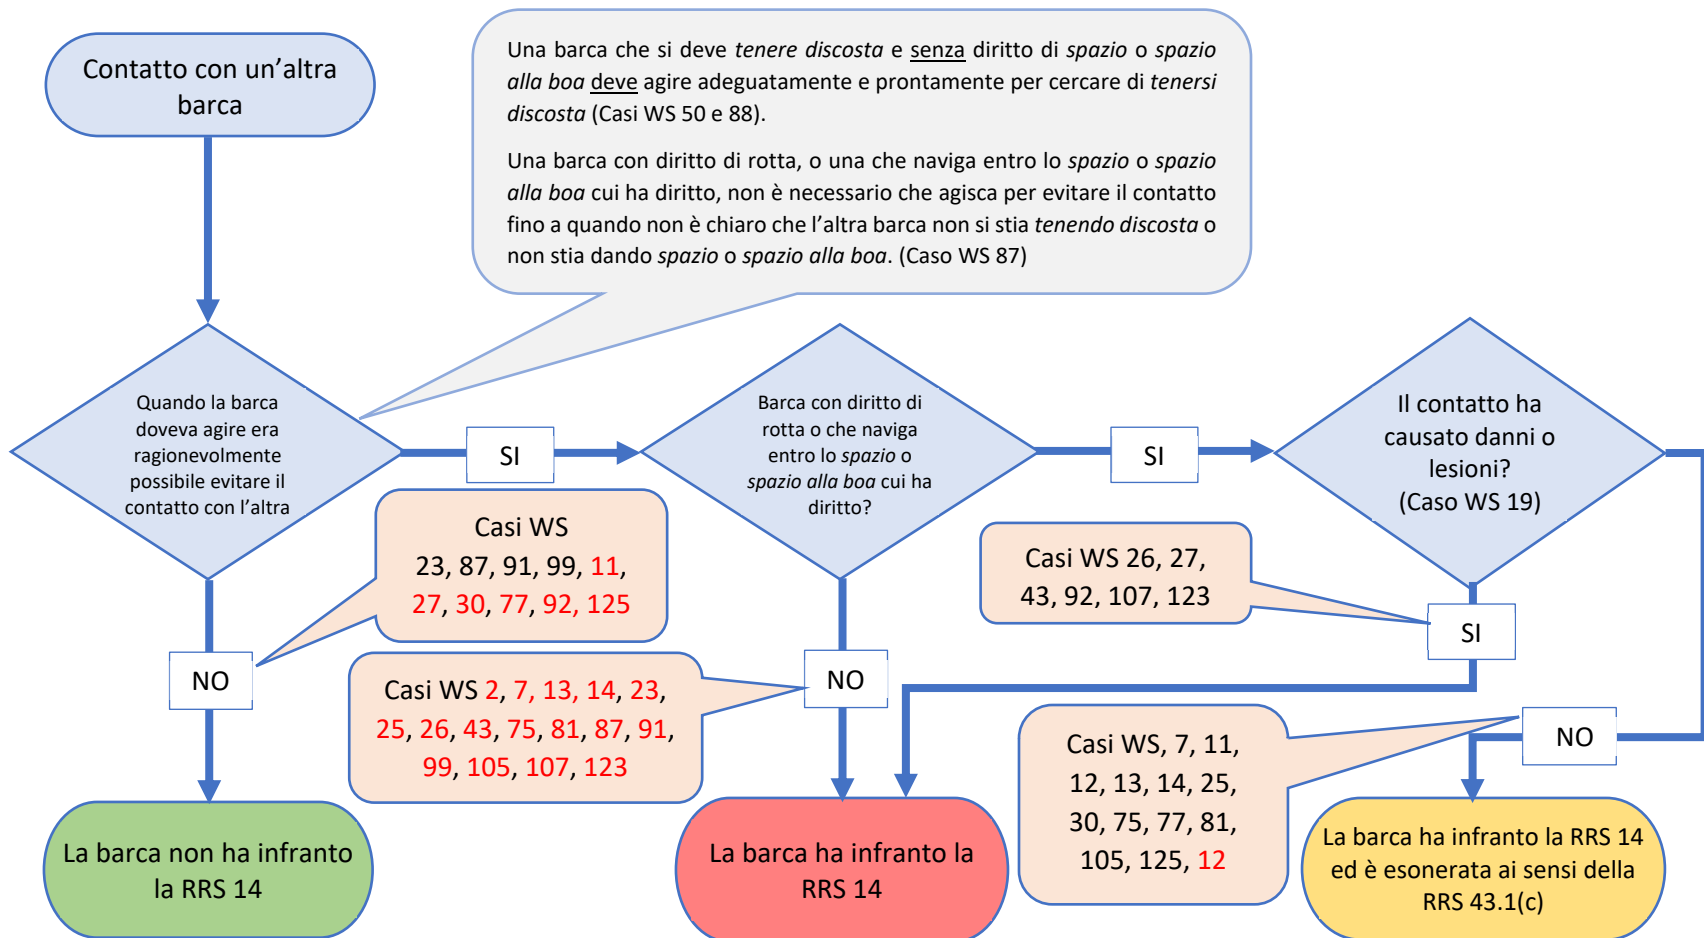 Contatto con un'altra
barca
Una barca che si deve tenere discosta e senza diritto di spazio o spazio
alla boa deve agire adeguatamente e prontamente per cercare di tenersi
discosta (Casi WS 50 e 88).
Una barca con diritto di rotta, o una che naviga entro lo spazio o spazio
alla boa cui ha diritto, non è necessario che agisca per evitare il contatto
fino a quando non è chiaro che l'altra barca non si stia tenendo discosta o
non stia dando spazio o spazio alla boa. (Caso WS 87)
Quando la barca
doveva agire era
ragionevolmente
possibile evitare il
contatto con l'altra
SI
Barca con diritto di
rotta o che naviga
entro lo spazio o
spazio alla boa cui ha
diritto?
SI
Il contatto ha
causato danni o
lesioni?
(Caso WS 19)
Casi WS
23, 87, 91, 99, 11,
27, 30, 77, 92, 125
Casi WS 26, 27,
43, 92, 107, 123
SI
NO
Casi WS 2, 7, 13, 14, 23,
25, 26, 43, 75, 81, 87, 91,
99, 105, 107, 123
NO
Casi WS, 7, 11,
12, 13, 14, 25,
30, 75, 77, 81,
105, 125, 12
NO
La barca non ha infranto
la RRS 14
La barca ha infranto la
RRS 14
La barca ha infranto la RRS 14
ed è esonerata ai sensi della
RRS 43.1(c)